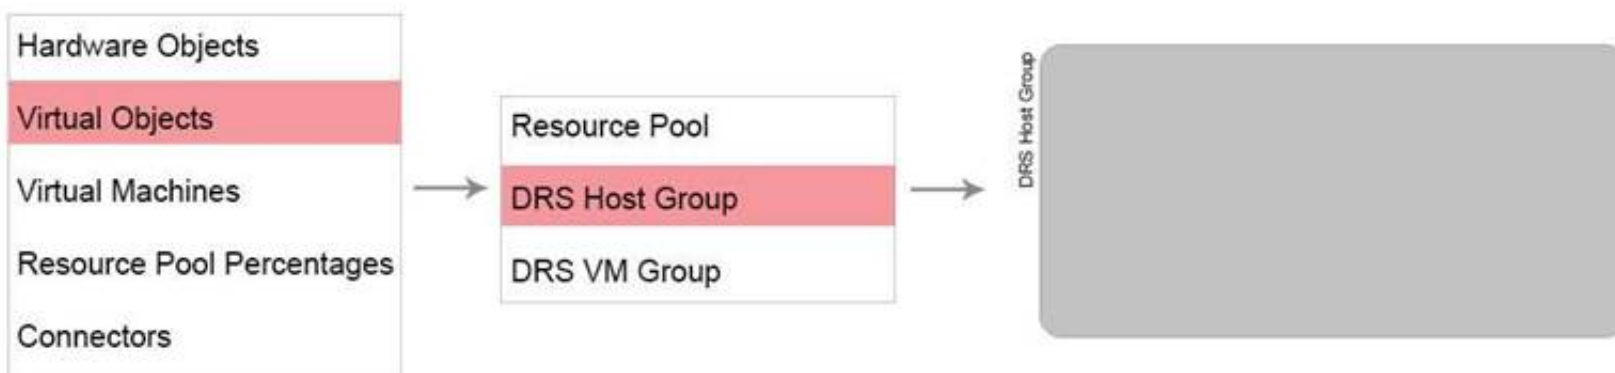 Hardware Objects
Virtual Objects
Virtual Machines
Resource Pool Percentages
Connectors
Resource Pool
DRS Host Group
DRS VM Group
DRS Host Group